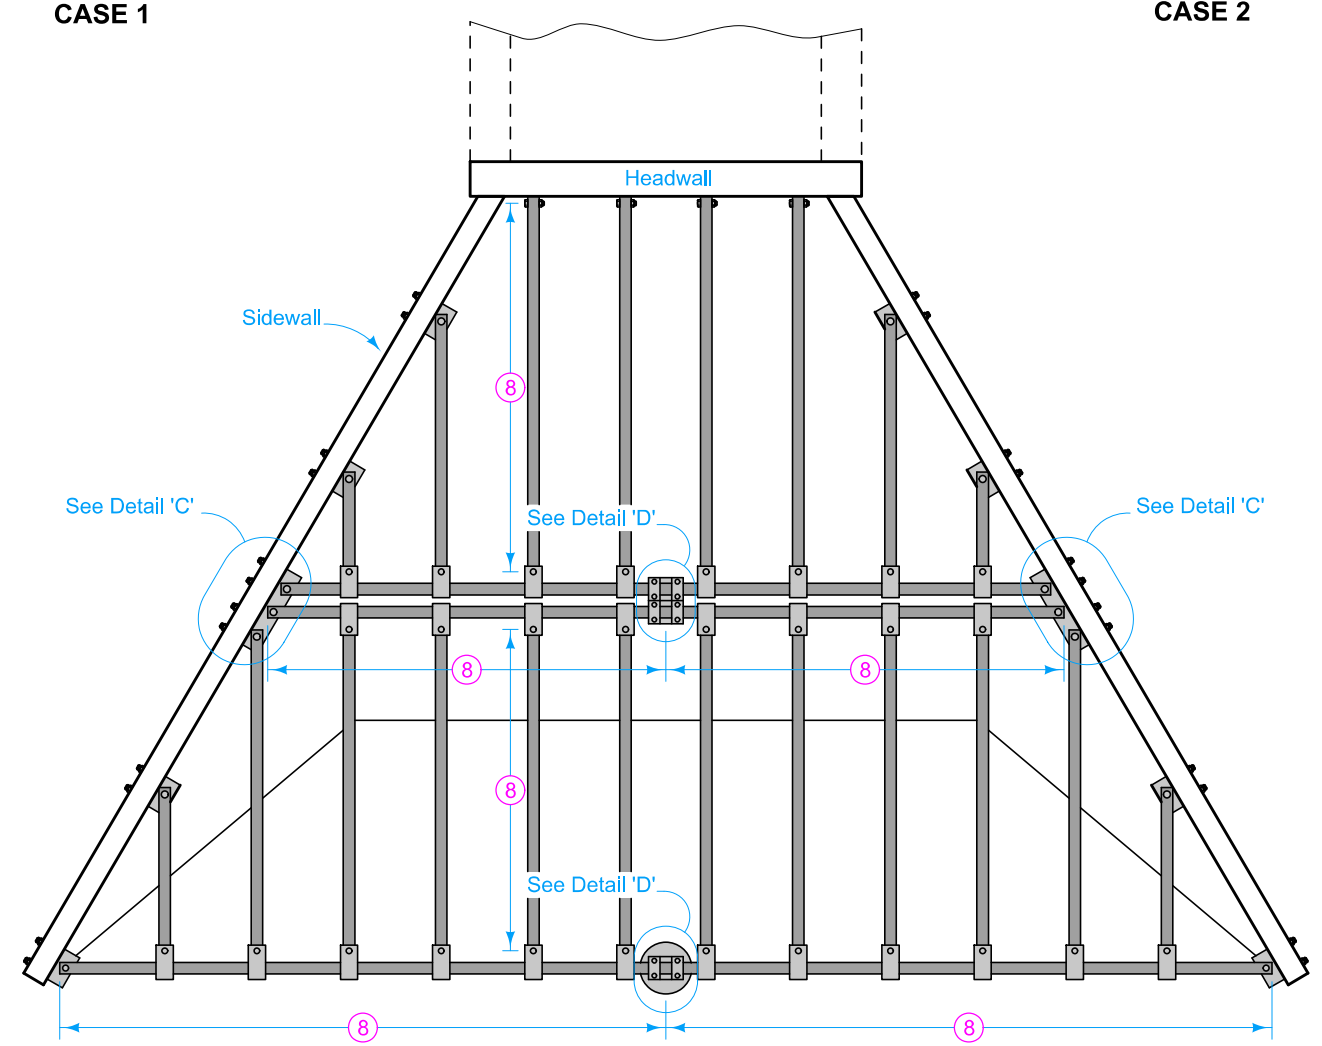 CASE 1
CASE 2
Headwall
Sidewall
8
See Detail 'C'
See Detail 'D'
See Detail 'C'
8
8
8
See Detail 'D'
8
8